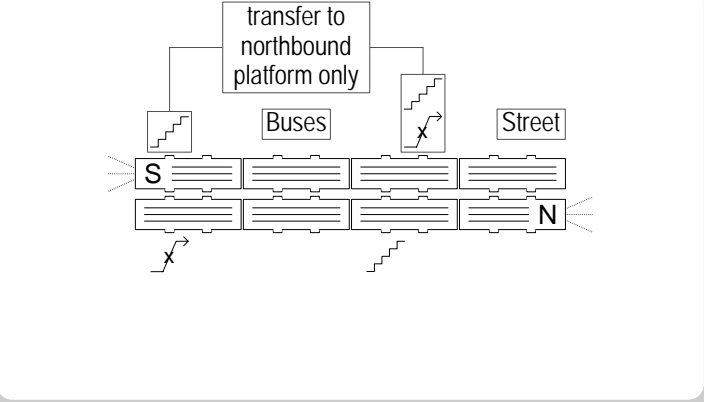 transfer to
northbound
platform only
Buses
Street
x
S
N
x